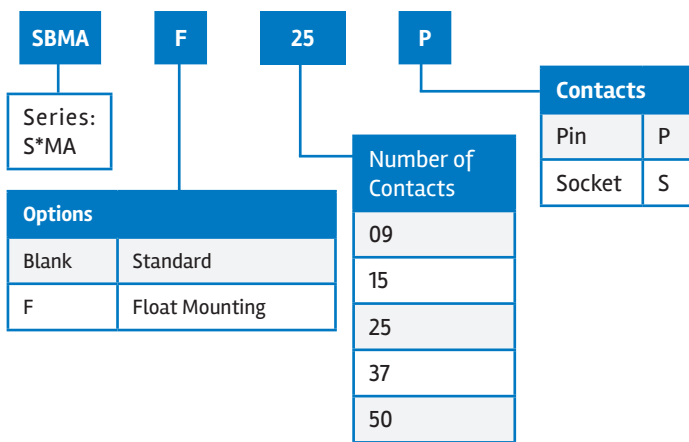 SBMA F 25 P
Series:
S*MA
Contacts
Pin P
Socket S
Number of
Contacts
09
15
25
37
50
Options
Blank Standard
F Float Mounting